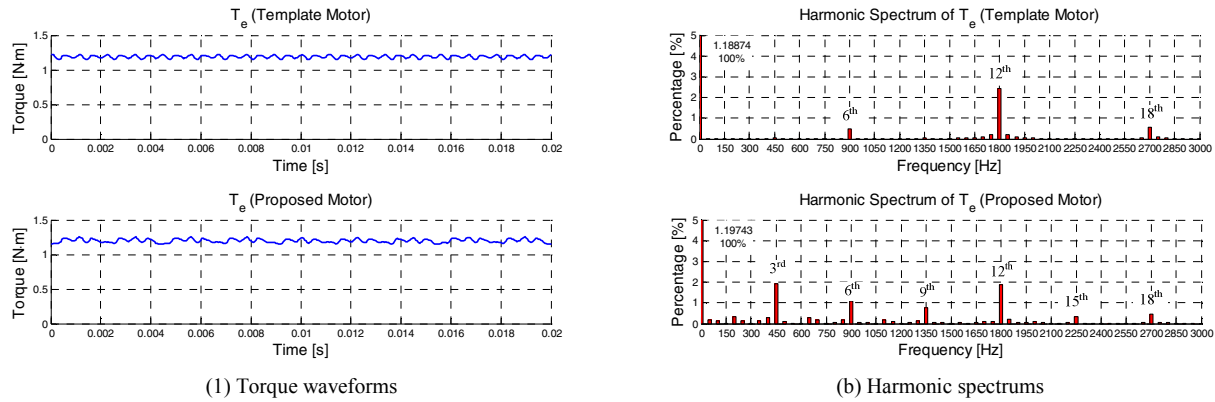 T_e (Template Motor)
Torque [N·m]
1.5
1
0.5
0
0 0.002 0.004 0.006 0.008 0.01 0.012 0.014 0.016 0.018 0.02
Time [s]
T_e (Proposed Motor)
Torque [N·m]
1.5
1
0.5
0
0 0.002 0.004 0.006 0.008 0.01 0.012 0.014 0.016 0.018 0.02
Time [s]
(1) Torque waveforms
Harmonic Spectrum of T_e (Template Motor)
Percentage [%]
5
4
3
2
1
0
1.18874
100%
6th
12th
18th
0 150 300 450 600 750 900 1050 1200 1350 1500 1650 1800 1950 2100 2250 2400 2550 2700 2850 3000
Frequency [Hz]
Harmonic Spectrum of T_e (Proposed Motor)
Percentage [%]
5
4
3
2
1
0
1.19743
100%
3rd
6th
9th
12th
15th
18th
0 150 300 450 600 750 900 1050 1200 1350 1500 1650 1800 1950 2100 2250 2400 2550 2700 2850 3000
Frequency [Hz]
(b) Harmonic spectrums